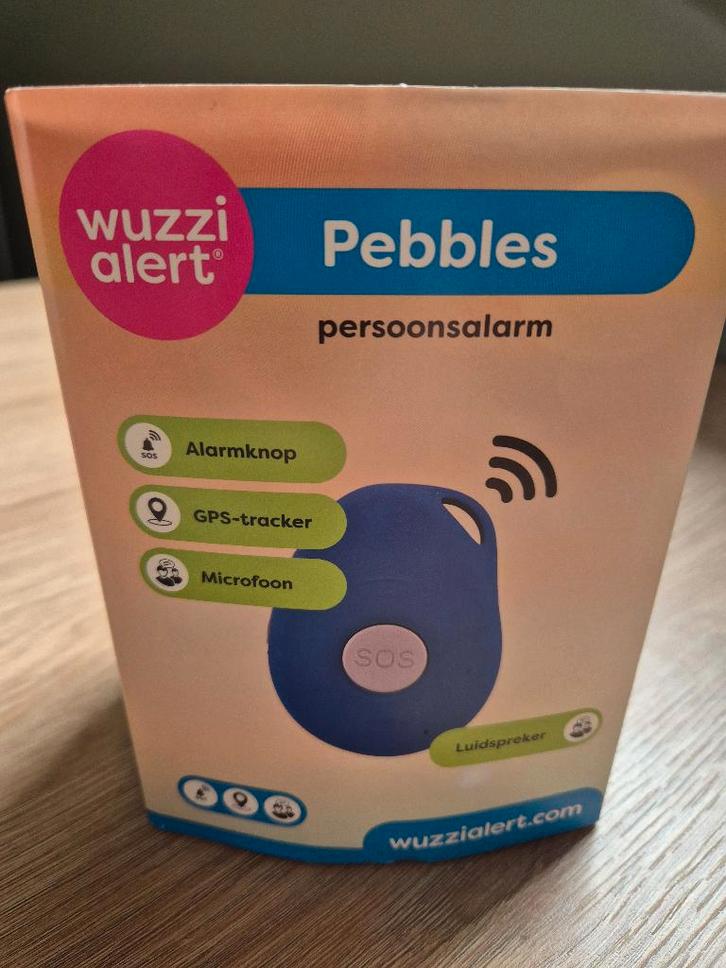 wuzzi
alert®
Pebbles
persoonsalarm
SOS
Alarmknop
GPS-tracker
Microfoon
SOS
Luidspreker
wuzzialert.com